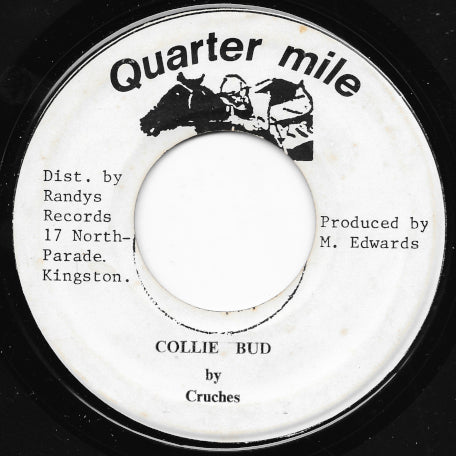 Quarter mile
Dist. by
Randys
Records
17 North-
Parade.
Kingston.
Produced by
M. Edwards
COLLIE BUD
by
Cruches